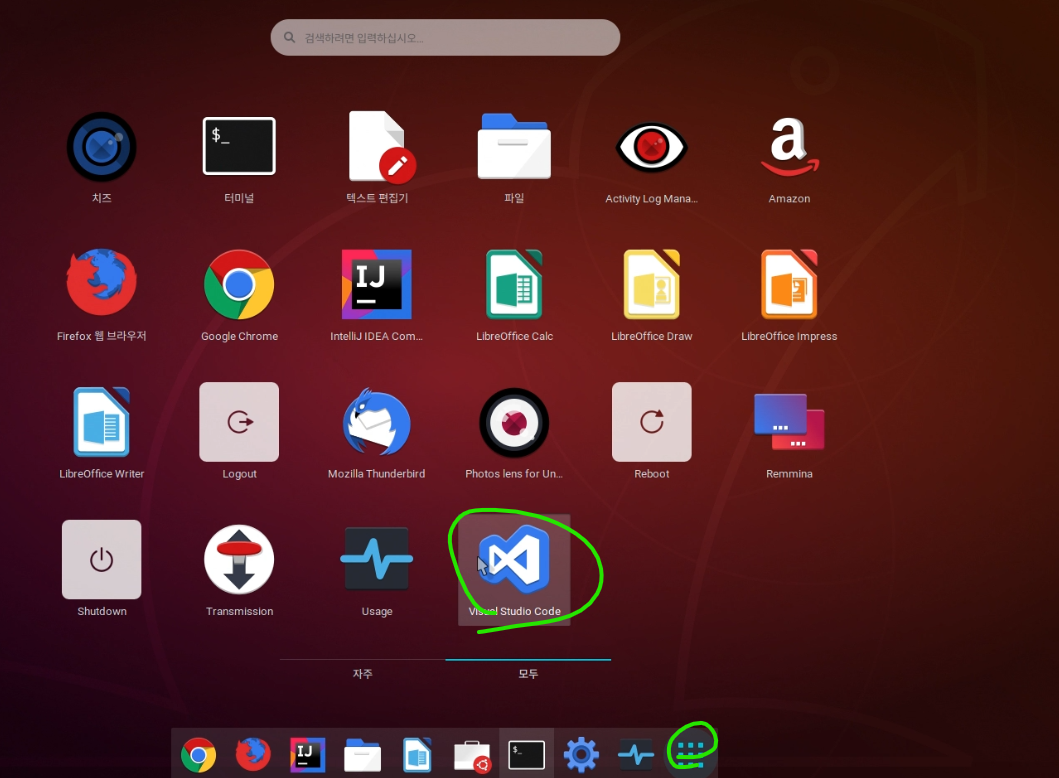 검색하려면 입력하십시오...
$_
치즈
터미널
텍스트 편집기
파일
Activity Log Mana...
a
Amazon
IJ
Firefox 웹 브라우저
Google Chrome
IntelliJ IDEA Com...
LibreOffice Calc
LibreOffice Draw
LibreOffice Impress
LibreOffice Writer
Logout
Mozilla Thunderbird
Photos lens for Un...
Reboot
Remmina
Shutdown
Transmission
Usage
Visual Studio Code
자주
모두
IJ
$_